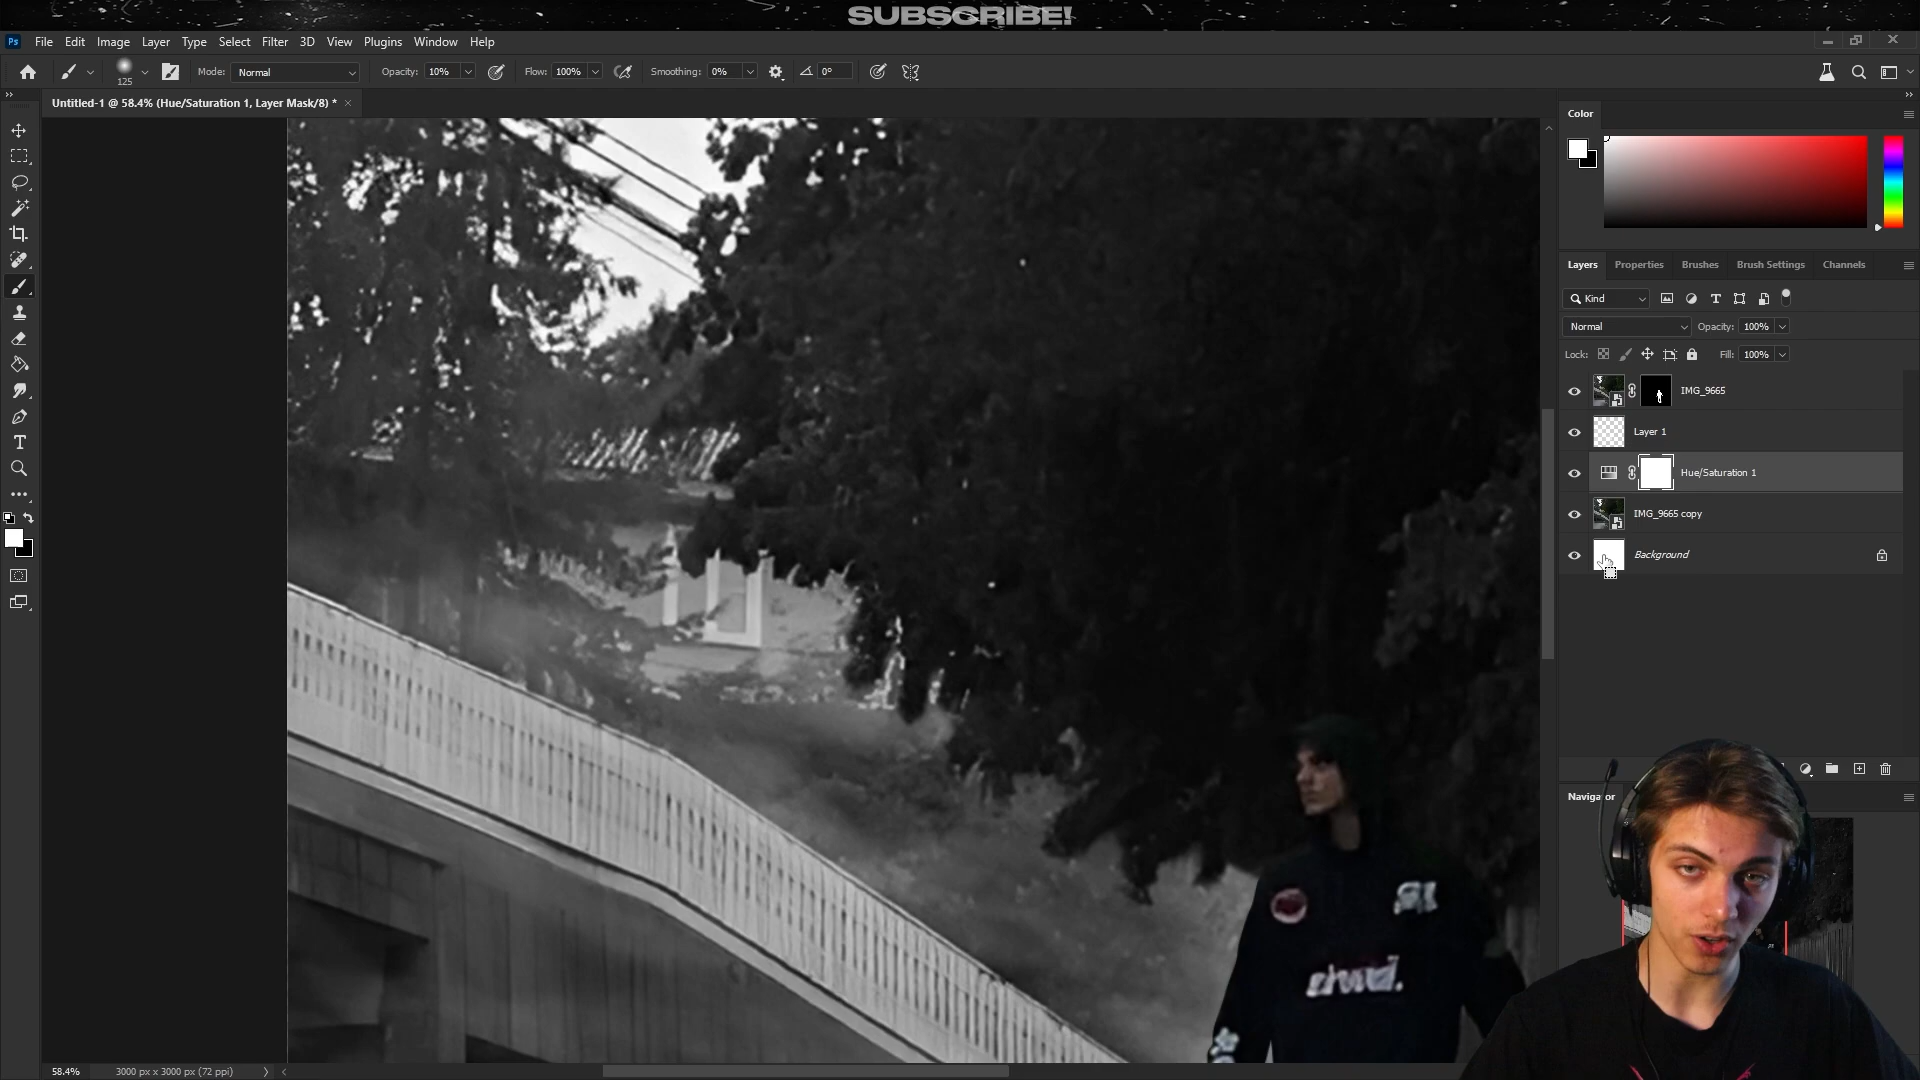 SUBSCRIBE!
Ps File Edit Image Layer Type Select Filter 3D View Plugins Window Help
125 Mode: Normal Opacity: 10% Flow: 100% Smoothing: 0% 0°
Untitled-1 @ 58.4% (Hue/Saturation 1, Layer Mask/8) *
Color
Layers Properties Brushes Brush Settings Channels
Kind
Normal Opacity: 100%
Lock: Fill: 100%
IMG_9665
Layer 1
Hue/Saturation 1
IMG_9665 copy
Background
Navigator
58.4% 3000 px x 3000 px (72 ppi)